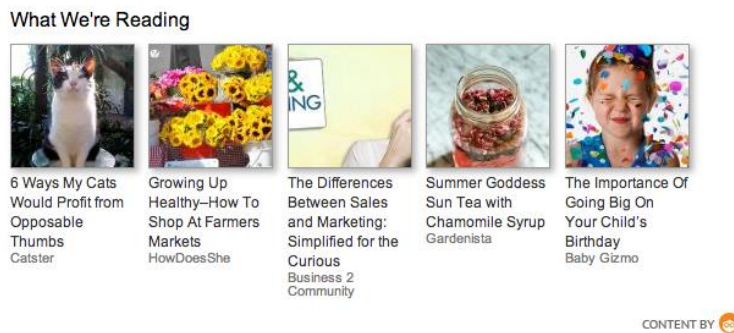 What We're Reading
&
NG
6 Ways My Cats
Would Profit from
Opposable
Thumbs
Catster
Growing Up
Healthy–How To
Shop At Farmers
Markets
HowDoesShe
The Differences
Between Sales
and Marketing:
Simplified for the
Curious
Business 2
Community
Summer Goddess
Sun Tea with
Chamomile Syrup
Gardenista
The Importance Of
Going Big On
Your Child's
Birthday
Baby Gizmo
CONTENT BY